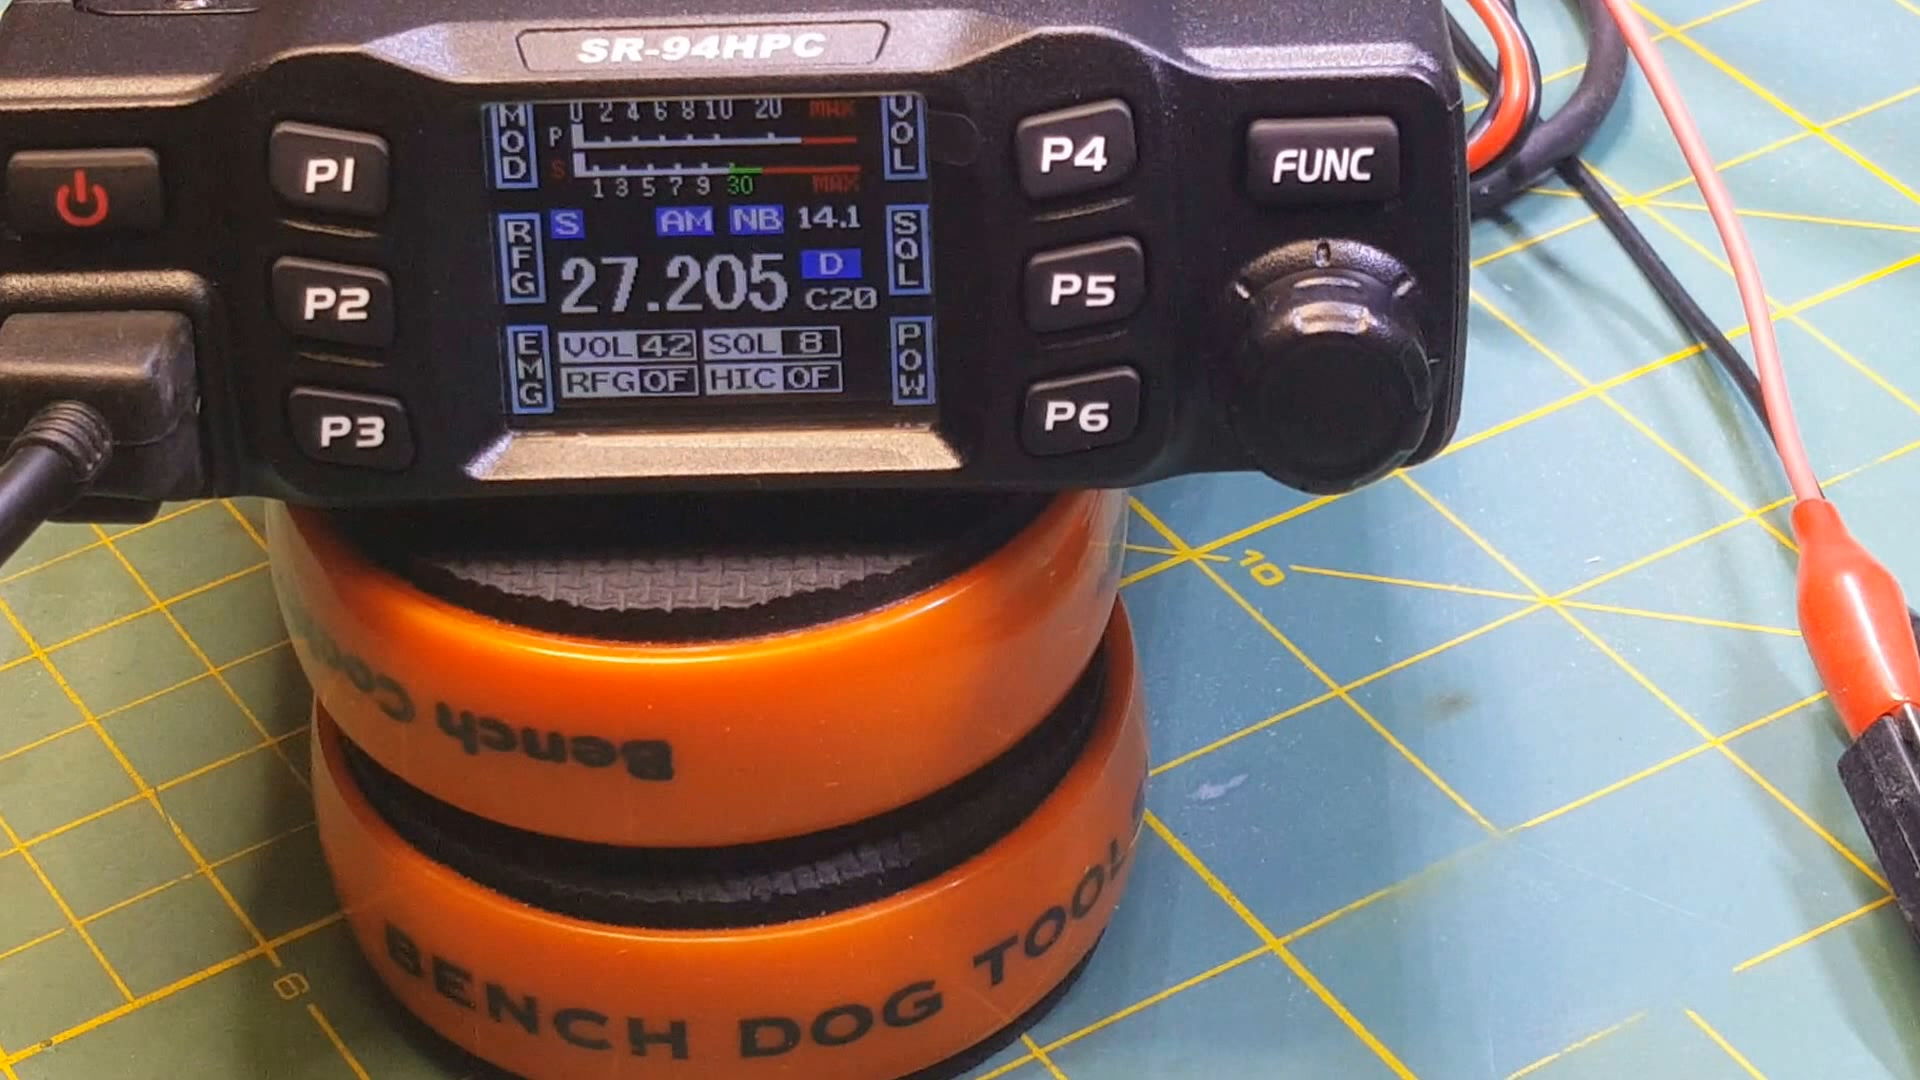 SR-94HPC
P1
P2
P3
MOD
RFG
EMG
0 2 4 6 8 10 20 MAX
P
S
1 3 5 7 9 30 MAX
S AM NB 14.1
27.205 D
C20
VOL 42 SQL 8
RFG OF HIC OF
VOL
SQL
POW
P4
P5
P6
FUNC
10
Bench
BENCH DOG TOOL
6